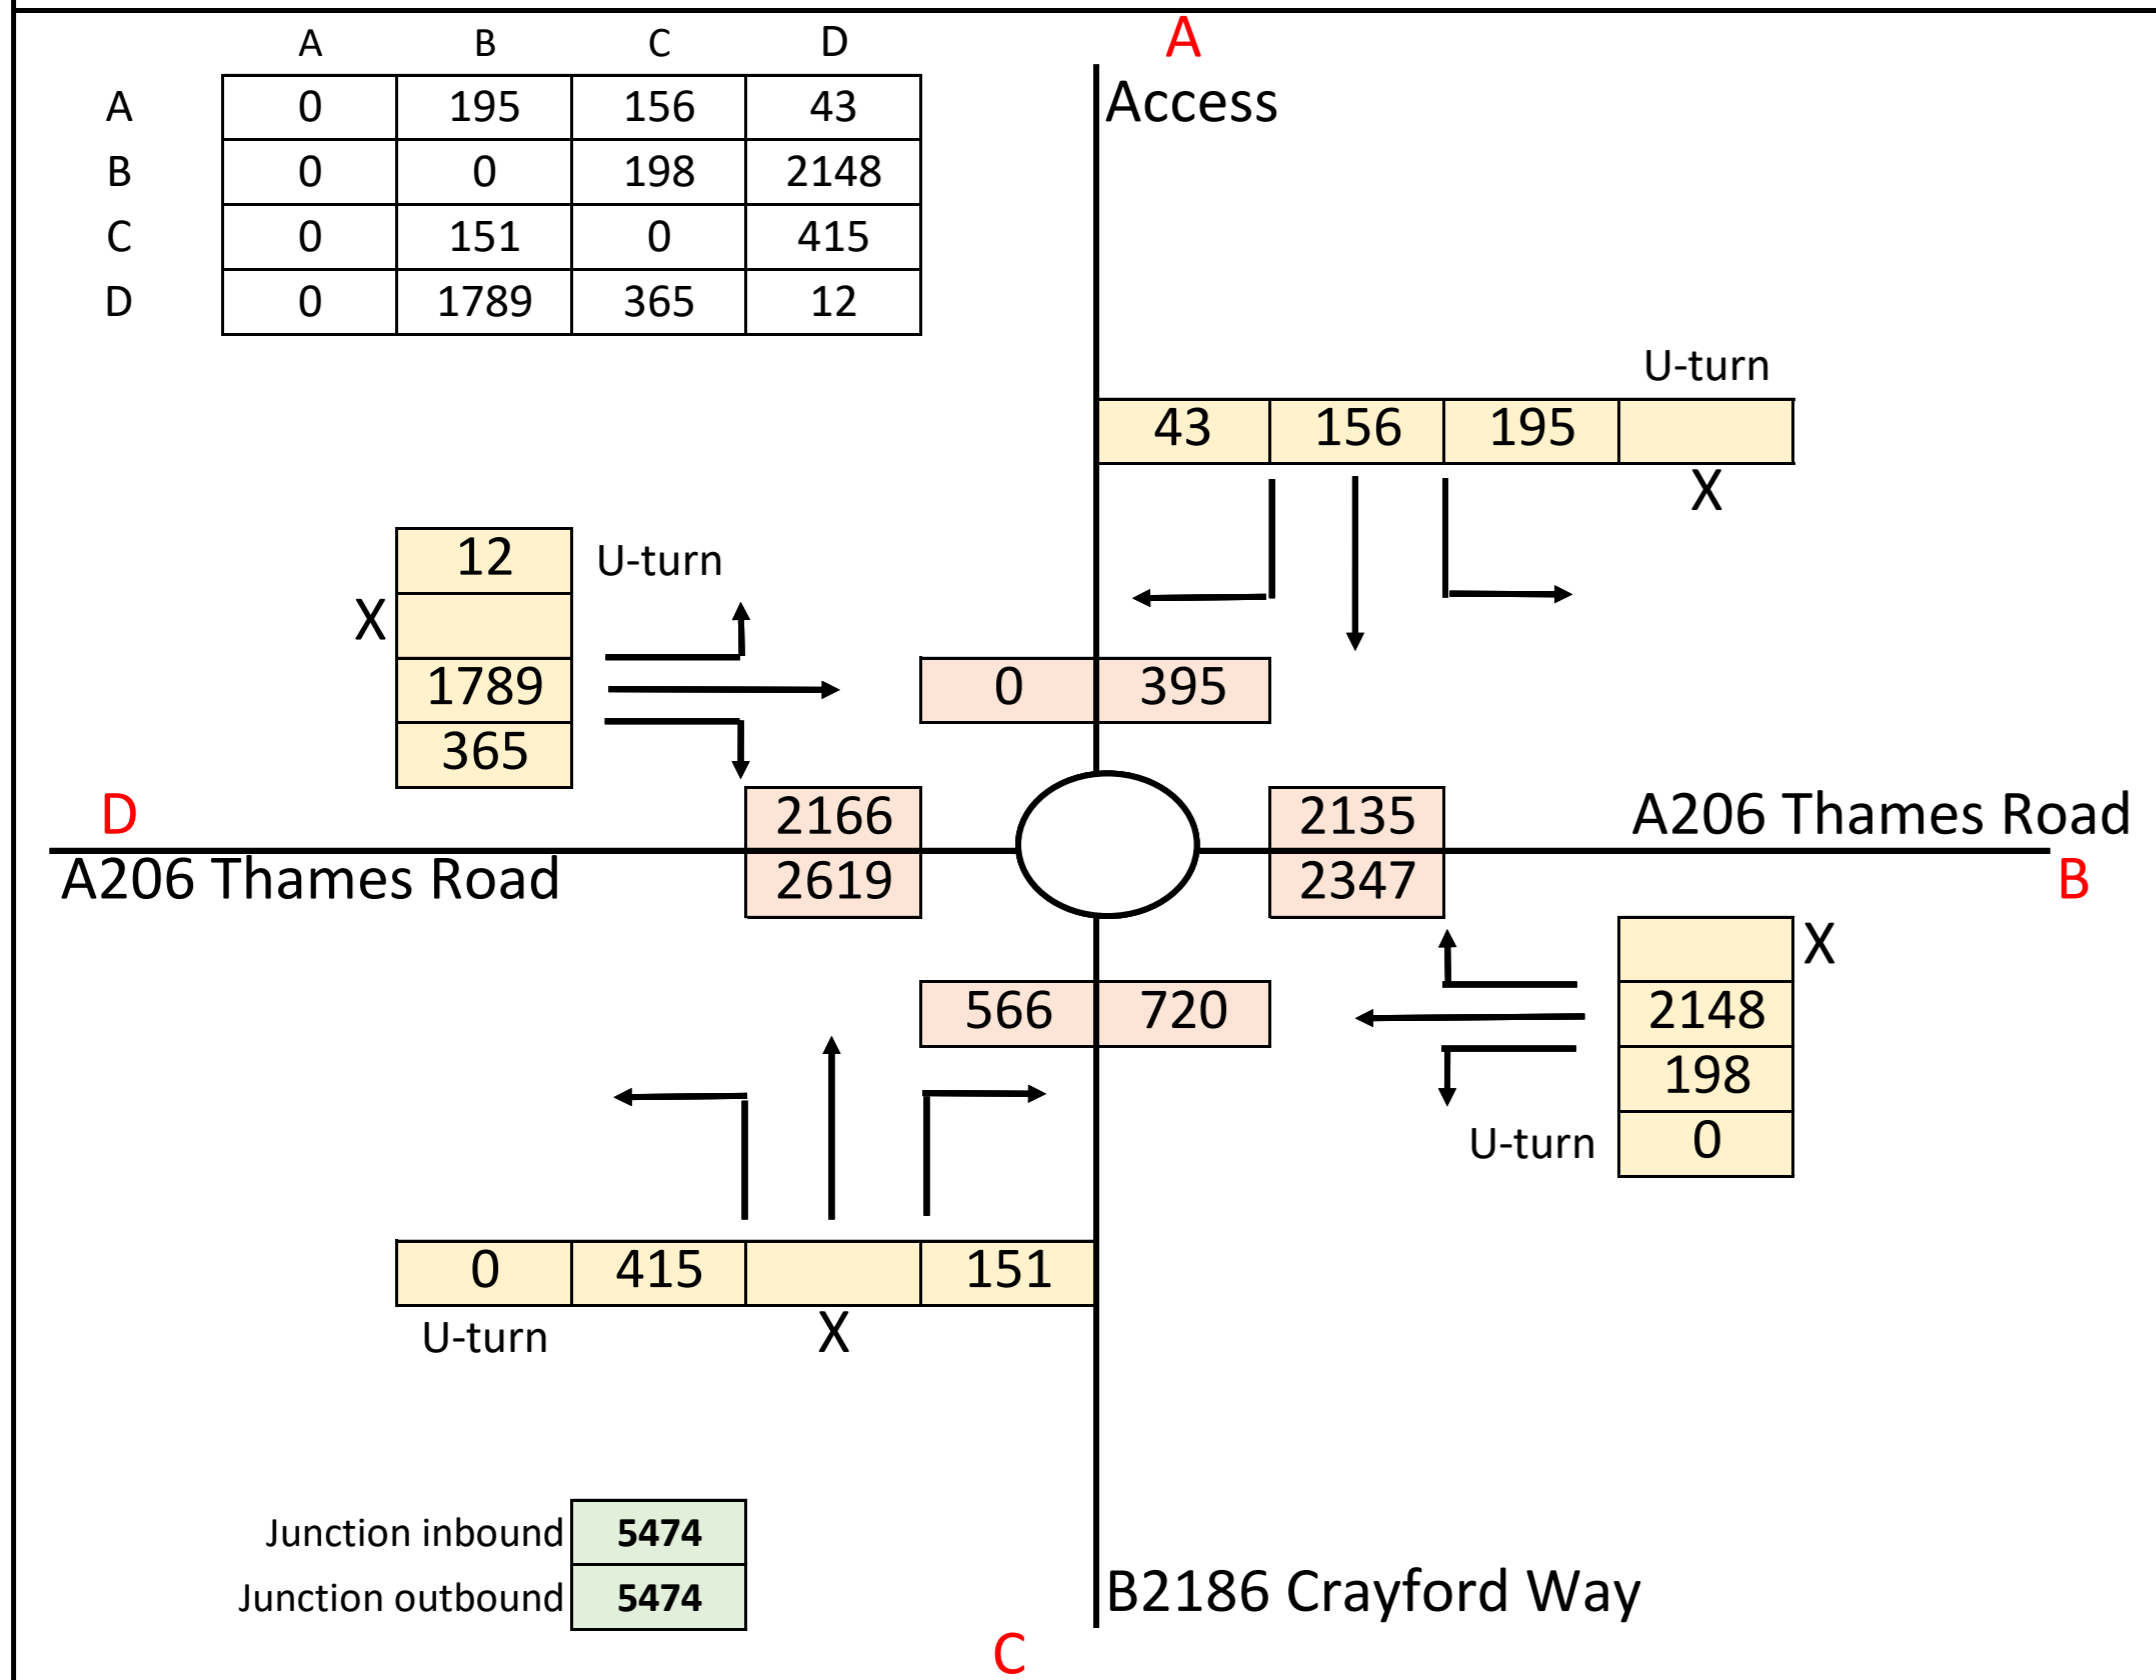 A B C D
A
A 0 195 156 43
Access
B 0 0 198 2148
C 0 151 0 415
D 0 1789 365 12
U-turn
43 156 195
X
12 U-turn
X
1789
0 395
365
D
2166
2135
A206 Thames Road
A206 Thames Road
2619
2347
B
X
566 720
2148
198
U-turn 0
0 415 151
U-turn X
Junction inbound 5474
Junction outbound 5474
B2186 Crayford Way
C